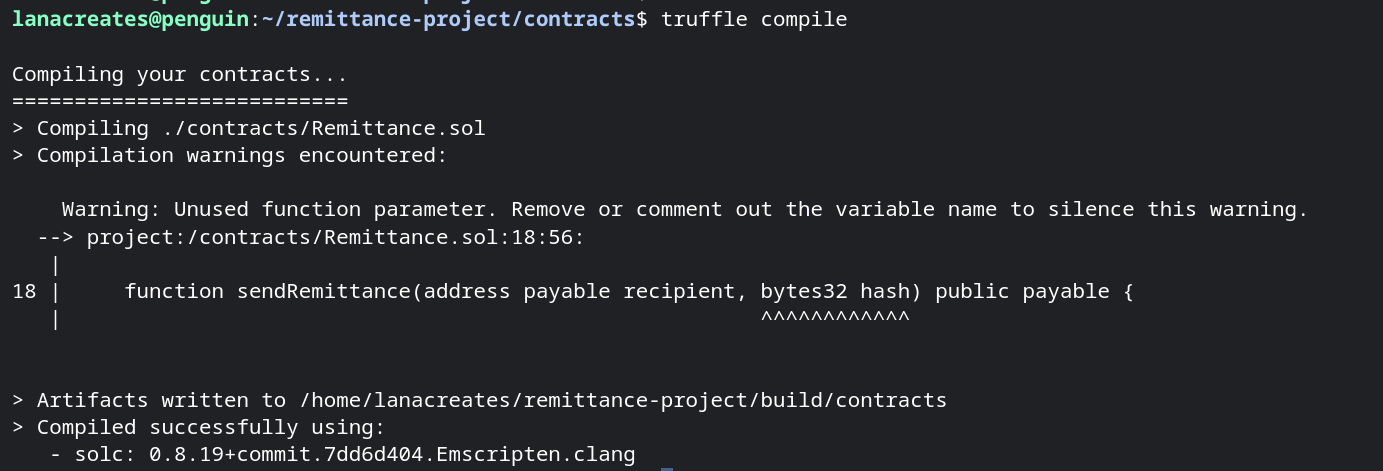 lanacreates@penguin:~/remittance-project/contracts$ truffle compile
Compiling your contracts...
===========================
> Compiling ./contracts/Remittance.sol
> Compilation warnings encountered:
Warning: Unused function parameter. Remove or comment out the variable name to silence this warning.
--> project:/contracts/Remittance.sol:18:56:
|
18 |     function sendRemittance(address payable recipient, bytes32 hash) public payable {
|                                                        ^^^^^^^^^^^^
> Artifacts written to /home/lanacreates/remittance-project/build/contracts
> Compiled successfully using:
- solc: 0.8.19+commit.7dd6d404.Emscripten.clang